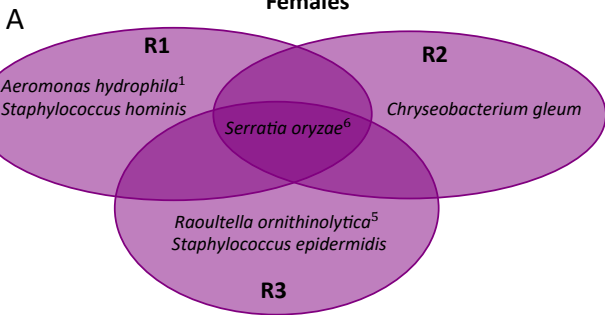 Females
A
R1
R2
Aeromonas hydrophila¹
Staphylococcus hominis
Chryseobacterium gleum
Serratia oryzae⁶
Raoultella ornithinolytica⁵
Staphylococcus epidermidis
R3